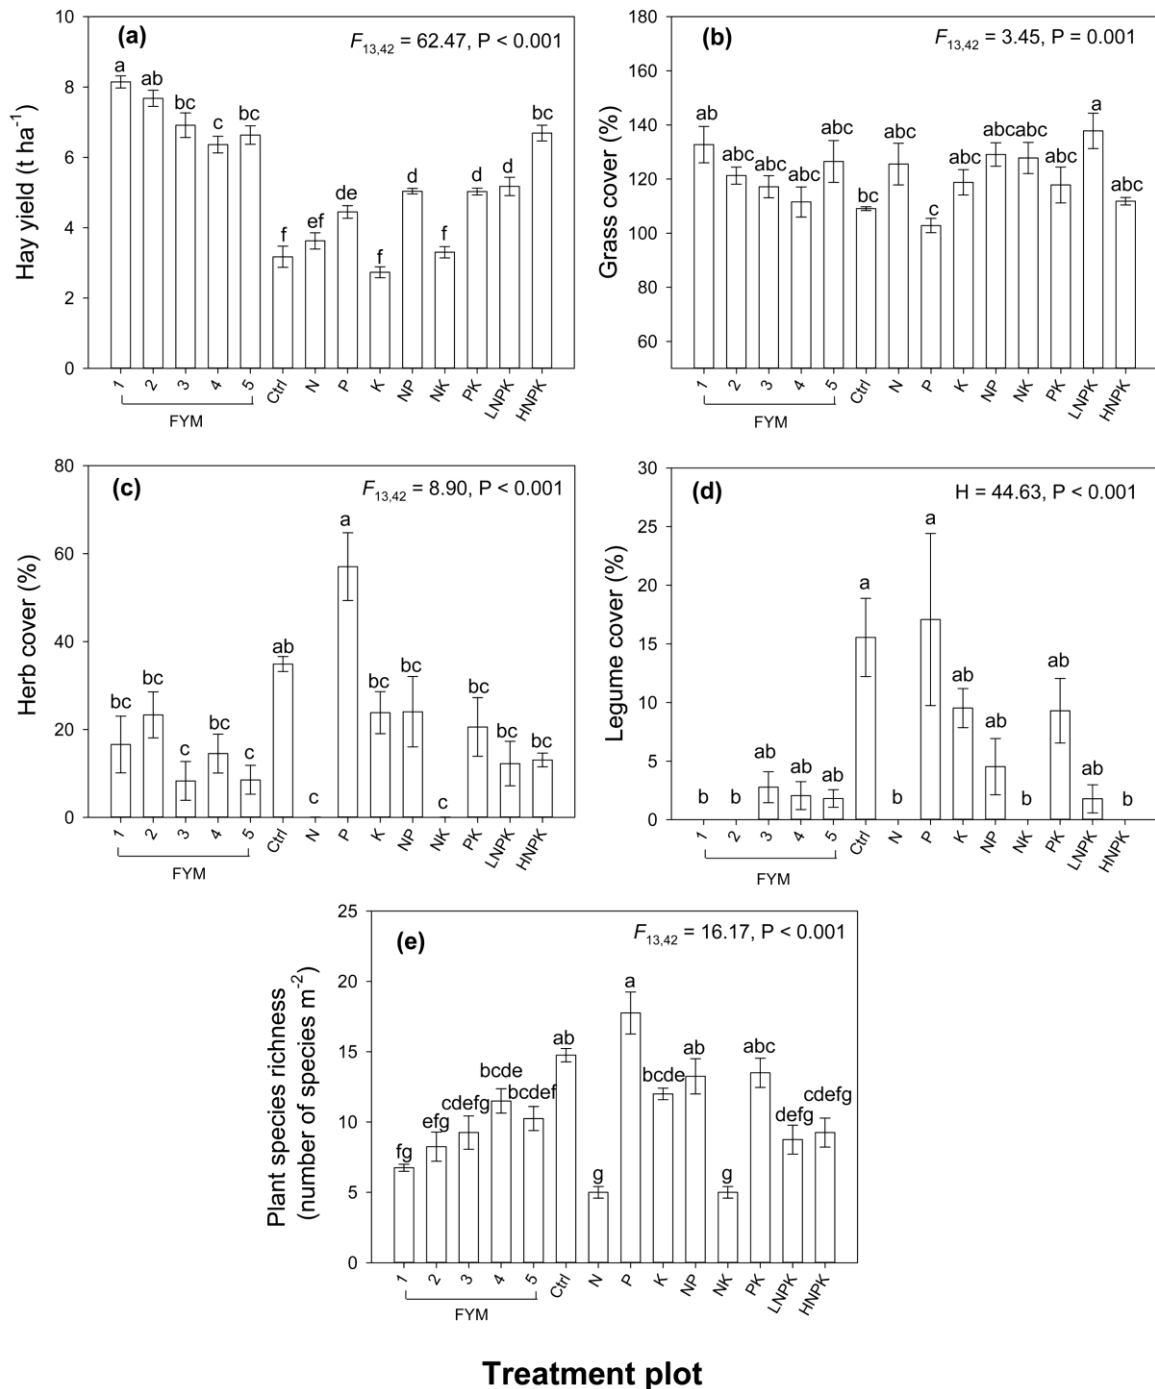 (a)
F13,42 = 62.47, P < 0.001
Hay yield (t ha-1)
10
8
6
4
2
0
a ab bc c bc f ef de f d f d d bc
1 2 3 4 5 Ctrl N P K NP NK PK LNPK HNPK
FYM
(b)
F13,42 = 3.45, P = 0.001
Grass cover (%)
180
160
140
120
100
80
60
ab abc abc abc abc bc abc c abc abc abc abc a abc
1 2 3 4 5 Ctrl N P K NP NK PK LNPK HNPK
FYM
(c)
F13,42 = 8.90, P < 0.001
Herb cover (%)
80
60
40
20
0
bc bc c bc c ab c a bc bc c bc bc bc
1 2 3 4 5 Ctrl N P K NP NK PK LNPK HNPK
FYM
(d)
H = 44.63, P < 0.001
Legume cover (%)
30
25
20
15
10
5
0
b b ab ab ab a b a ab ab b ab ab b
1 2 3 4 5 Ctrl N P K NP NK PK LNPK HNPK
FYM
(e)
F13,42 = 16.17, P < 0.001
Plant species richness
(number of species m-2)
25
20
15
10
5
0
fg efg cdefg bcde bcdef ab g a bcde ab g abc defg cdefg
1 2 3 4 5 Ctrl N P K NP NK PK LNPK HNPK
FYM
Treatment plot